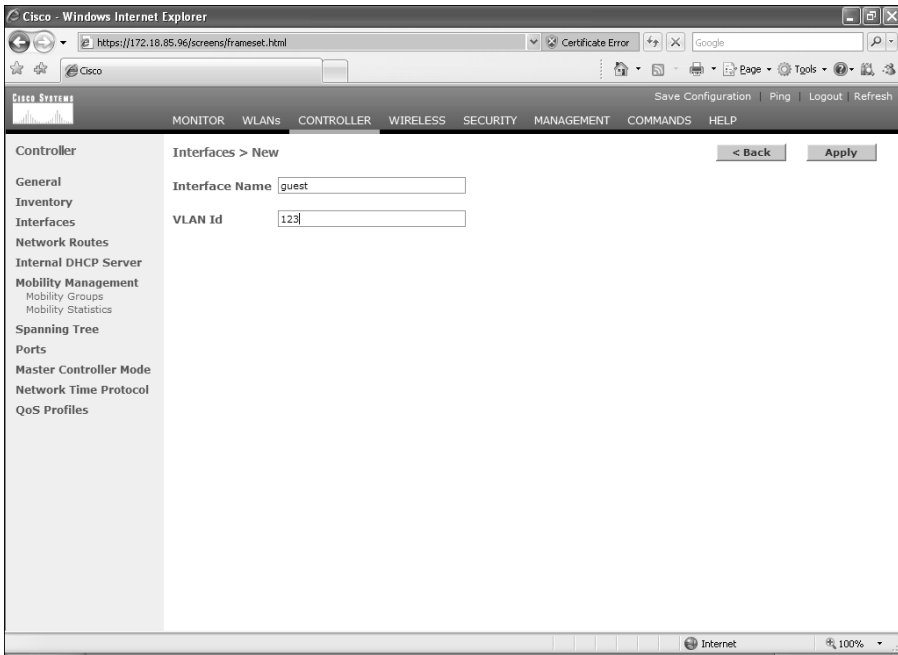 Cisco - Windows Internet Explorer
https://172.18.85.96/screens/frameset.html
Certificate Error
Google
Cisco
Page
Tools
CISCO SYSTEMS
Save Configuration | Ping | Logout | Refresh
MONITOR WLANs CONTROLLER WIRELESS SECURITY MANAGEMENT COMMANDS HELP
Controller
General
Inventory
Interfaces
Network Routes
Internal DHCP Server
Mobility Management
Mobility Groups
Mobility Statistics
Spanning Tree
Ports
Master Controller Mode
Network Time Protocol
QoS Profiles
Interfaces > New
< Back
Apply
Interface Name guest
VLAN Id 123
Internet
100%